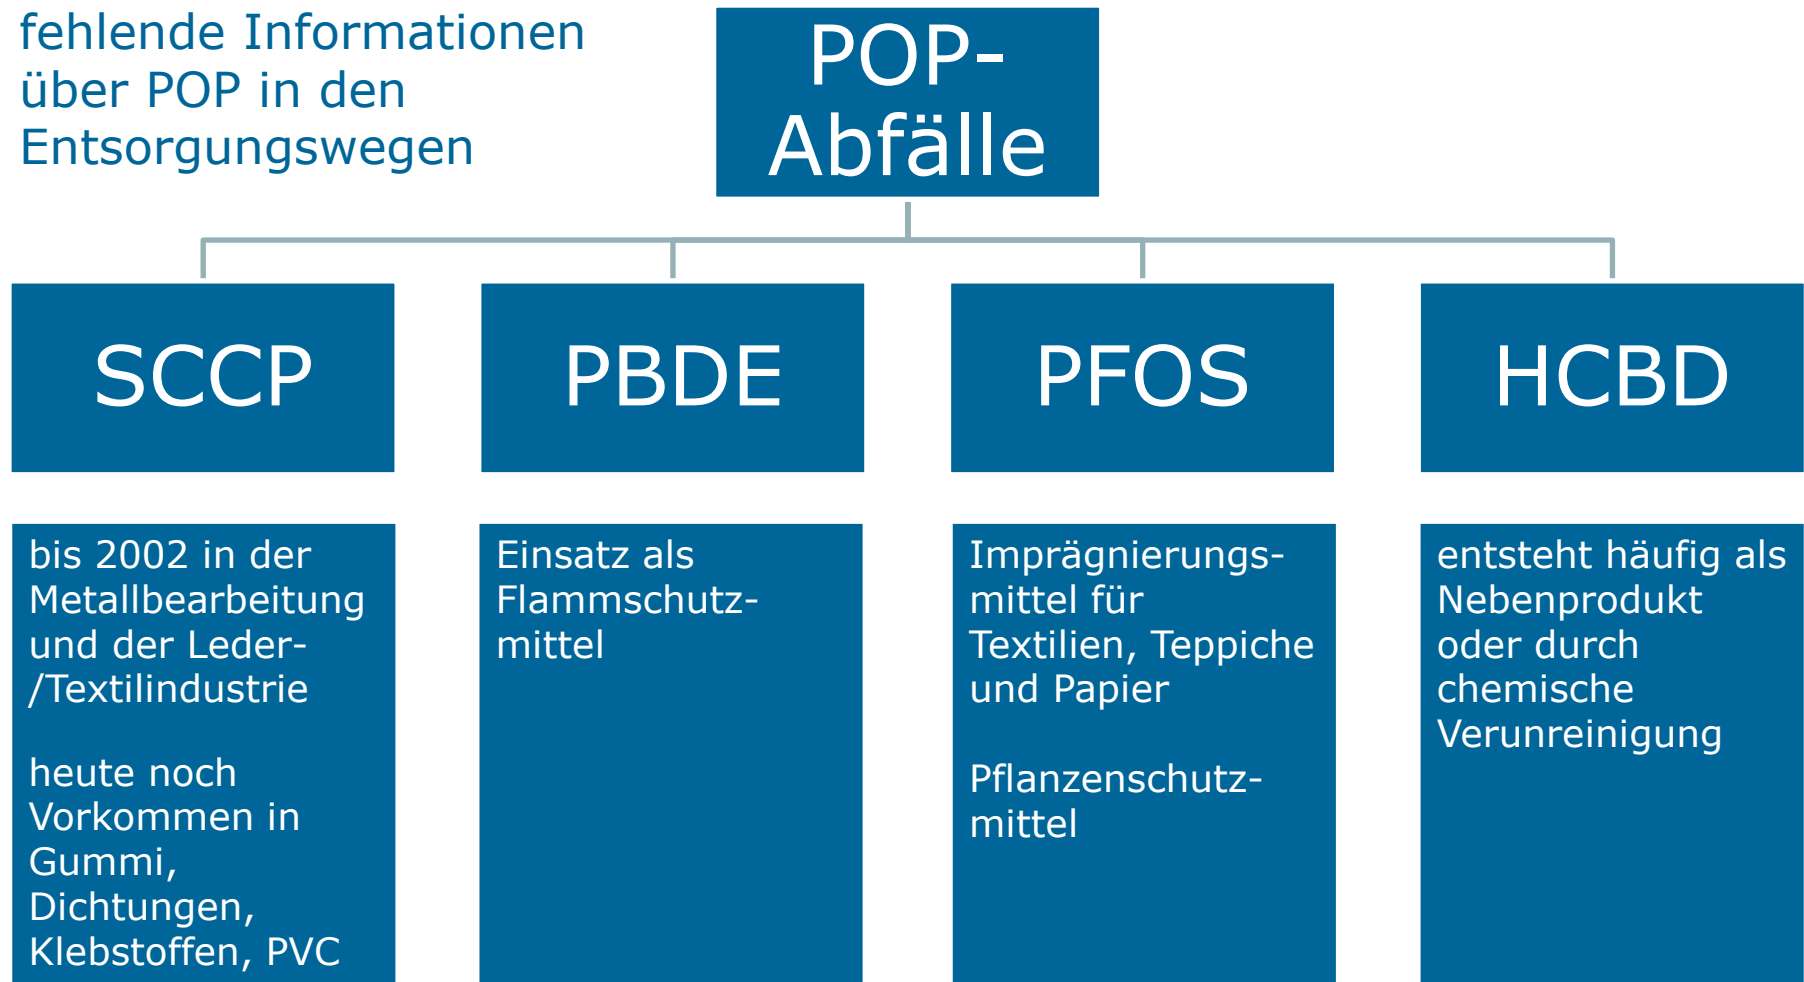 fehlende Informationen
über POP in den
Entsorgungswegen
POP-
Abfälle
SCCP
PBDE
PFOS
HCBD
bis 2002 in der
Metallbearbeitung
und der Leder-
/Textilindustrie
heute noch
Vorkommen in
Gummi,
Dichtungen,
Klebstoffen, PVC
Einsatz als
Flammschutz-
mittel
Imprägnierungs-
mittel für
Textilien, Teppiche
und Papier
Pflanzenschutz-
mittel
entsteht häufig als
Nebenprodukt
oder durch
chemische
Verunreinigung